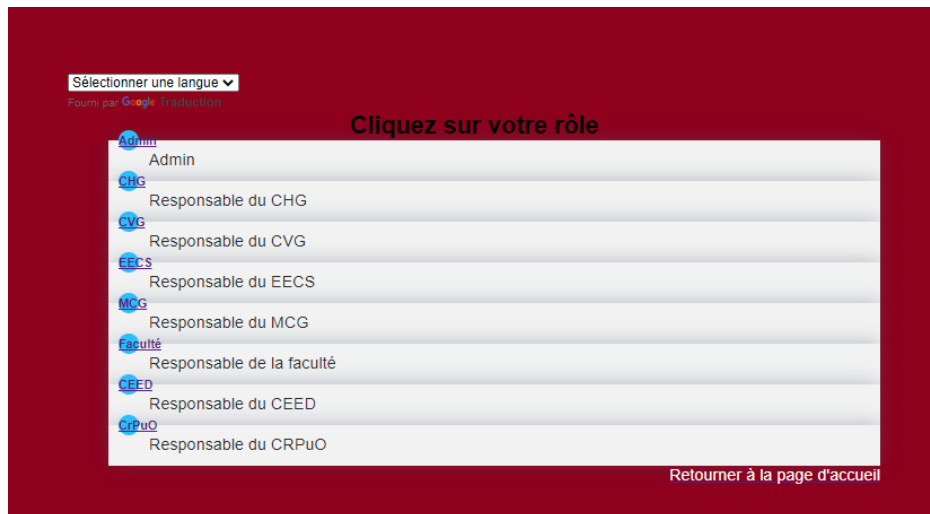 Sélectionner une langue
Fourni par Google Traduction
Cliquez sur votre rôle
Admin
Admin
CHG
Responsable du CHG
CVG
Responsable du CVG
EECS
Responsable du EECS
MCG
Responsable du MCG
Faculté
Responsable de la faculté
CEED
Responsable du CEED
CrPuO
Responsable du CRPuO
Retourner à la page d'accueil